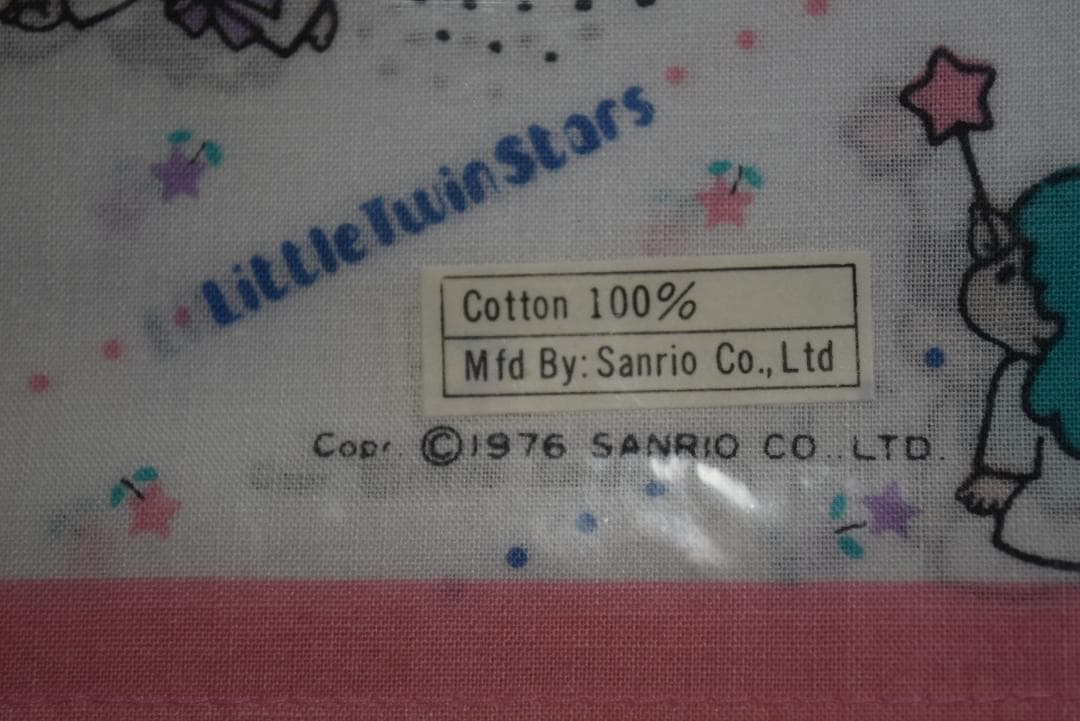 LittleTwinStars
Cotton 100%
Mfd By: Sanrio Co., Ltd
Copr. ©1976 SANRIO CO., LTD.